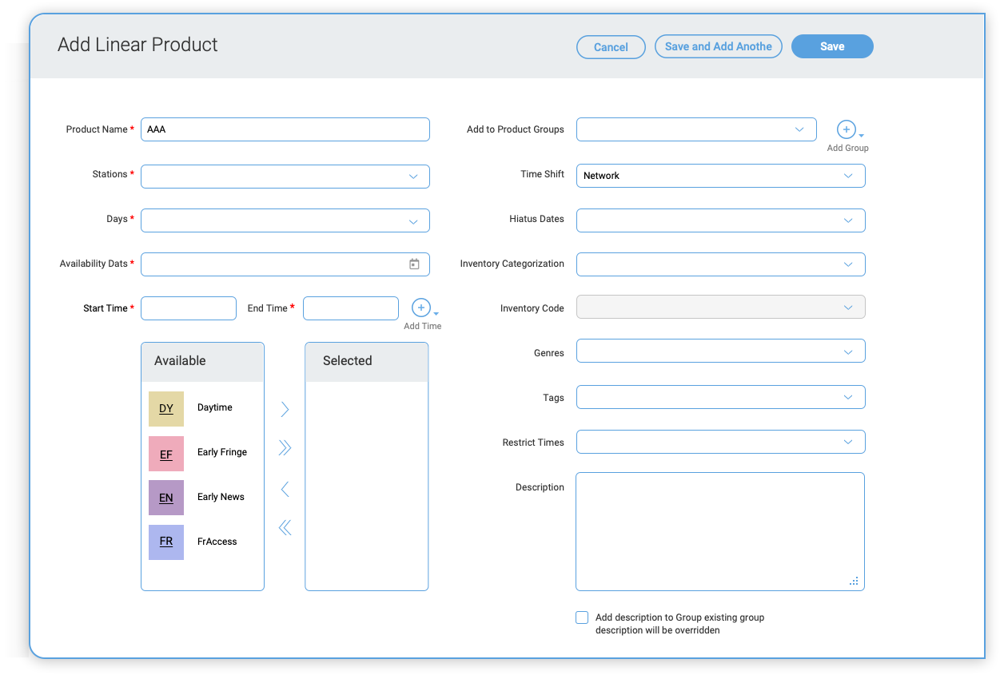 Add Linear Product
Cancel
Save and Add Anothe
Save
Product Name *
AAA
Add to Product Groups
Add Group
Stations *
Time Shift
Network
Days *
Hiatus Dates
Availability Dats *
Inventory Categorization
Start Time *
End Time *
Add Time
Inventory Code
Available
Selected
Genres
DY
Daytime
Tags
EF
Early Fringe
Restrict Times
EN
Early News
Description
FR
FrAccess
Add description to Group existing group
description will be overridden